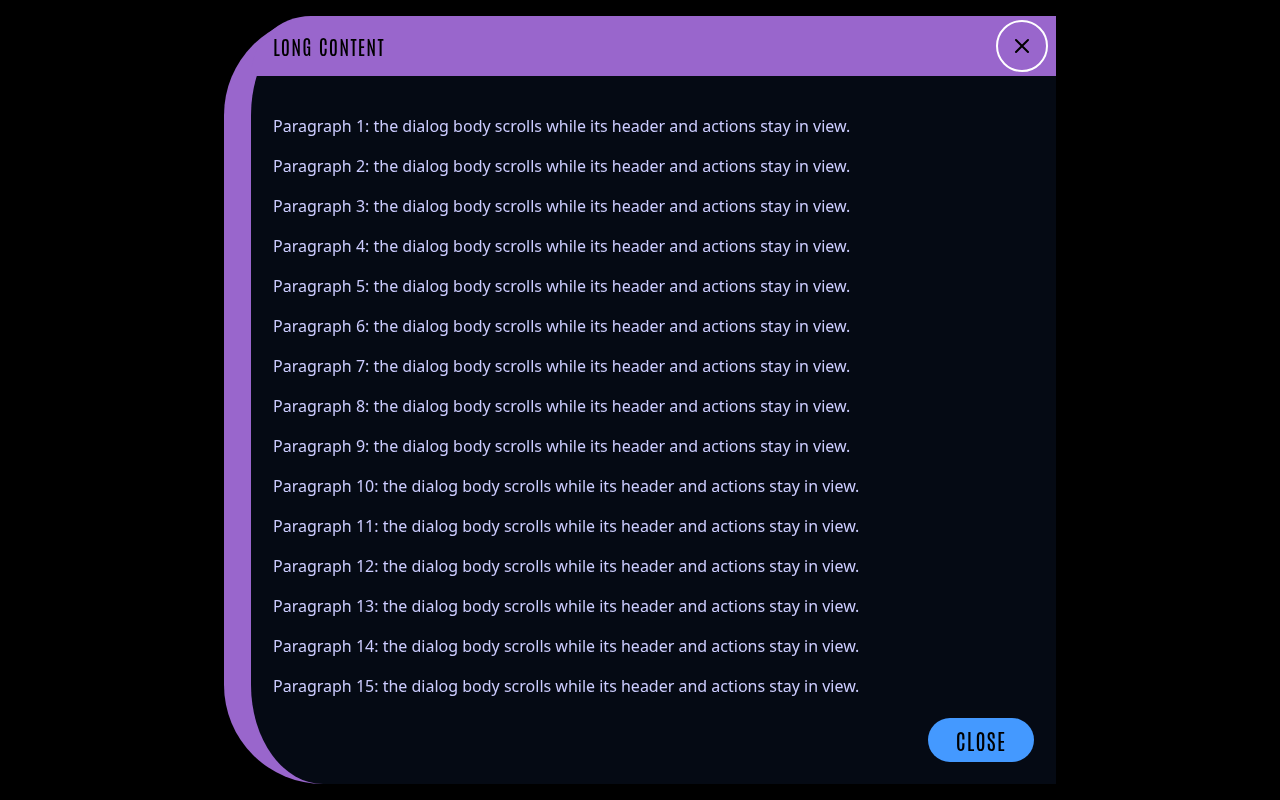 LONG CONTENT
Paragraph 1: the dialog body scrolls while its header and actions stay in view.
Paragraph 2: the dialog body scrolls while its header and actions stay in view.
Paragraph 3: the dialog body scrolls while its header and actions stay in view.
Paragraph 4: the dialog body scrolls while its header and actions stay in view.
Paragraph 5: the dialog body scrolls while its header and actions stay in view.
Paragraph 6: the dialog body scrolls while its header and actions stay in view.
Paragraph 7: the dialog body scrolls while its header and actions stay in view.
Paragraph 8: the dialog body scrolls while its header and actions stay in view.
Paragraph 9: the dialog body scrolls while its header and actions stay in view.
Paragraph 10: the dialog body scrolls while its header and actions stay in view.
Paragraph 11: the dialog body scrolls while its header and actions stay in view.
Paragraph 12: the dialog body scrolls while its header and actions stay in view.
Paragraph 13: the dialog body scrolls while its header and actions stay in view.
Paragraph 14: the dialog body scrolls while its header and actions stay in view.
Paragraph 15: the dialog body scrolls while its header and actions stay in view.
CLOSE